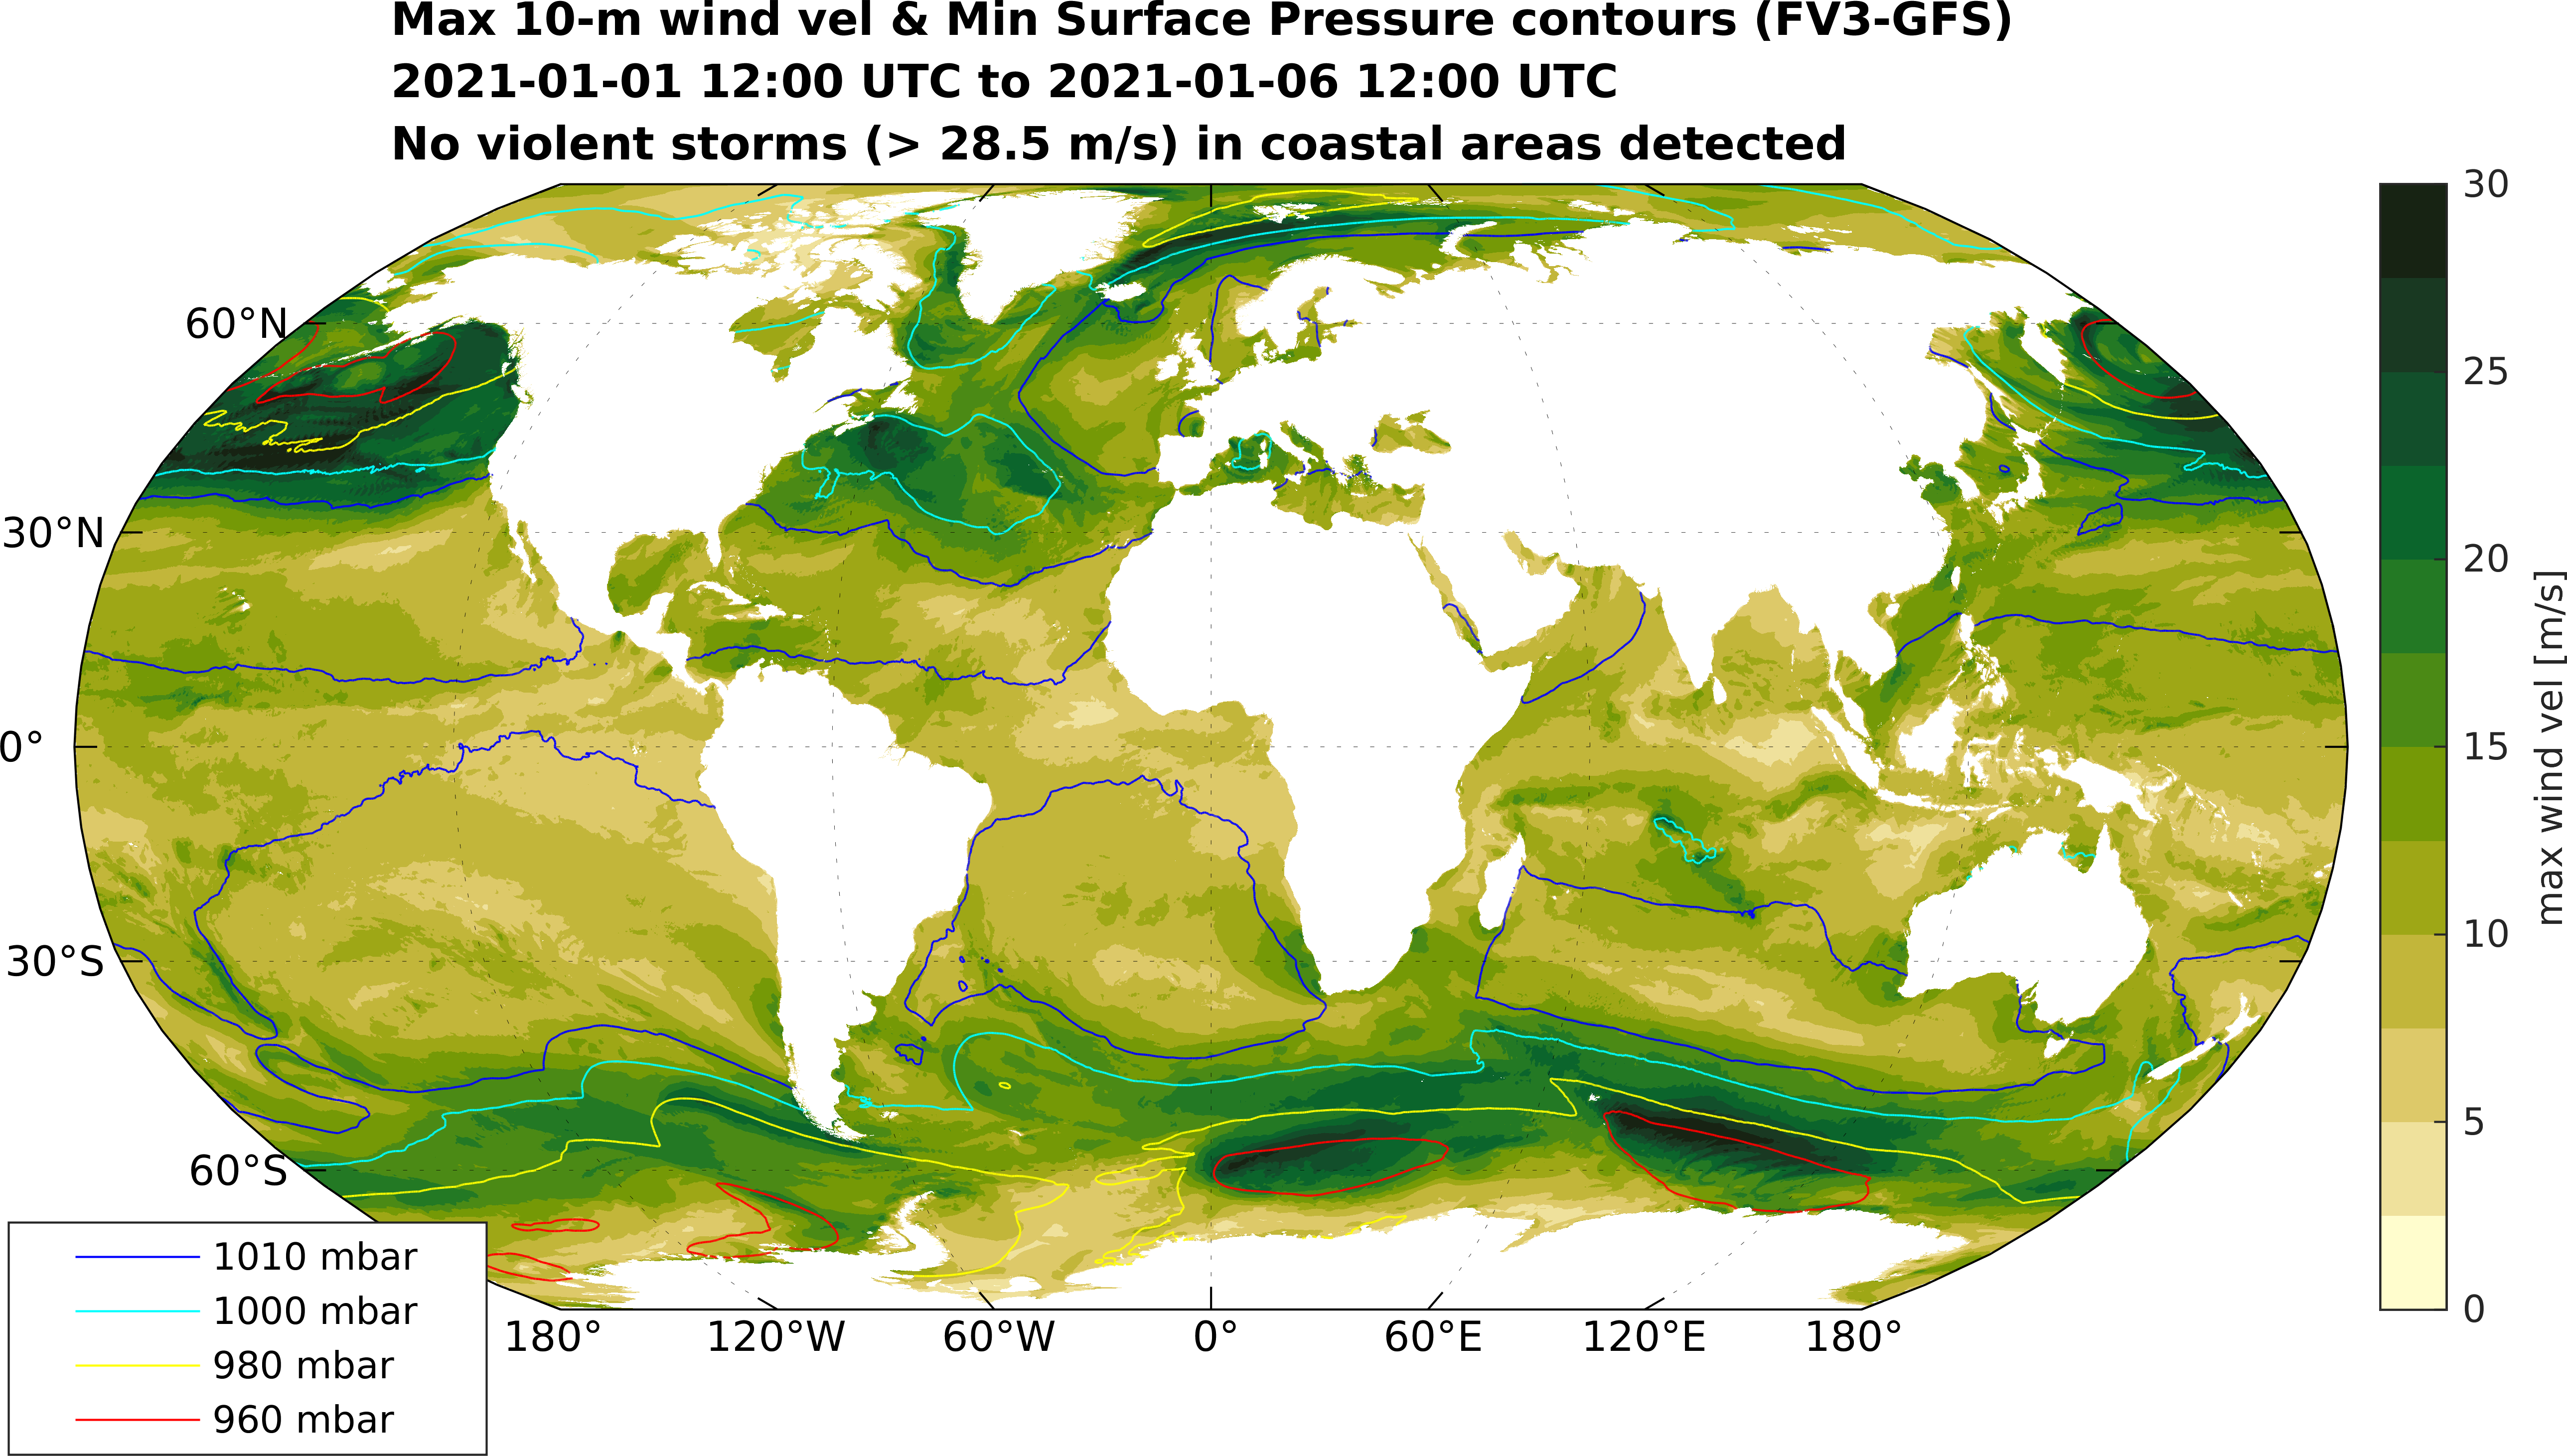 Max 10-m wind vel & Min Surface Pressure contours (FV3-GFS)
2021-01-01 12:00 UTC to 2021-01-06 12:00 UTC
No violent storms (> 28.5 m/s) in coastal areas detected
60°N
30°N
0°
30°S
60°S
180°
120°W
60°W
0°
60°E
120°E
180°
1010 mbar
1000 mbar
980 mbar
960 mbar
30
25
20
15
10
5
0
max wind vel [m/s]